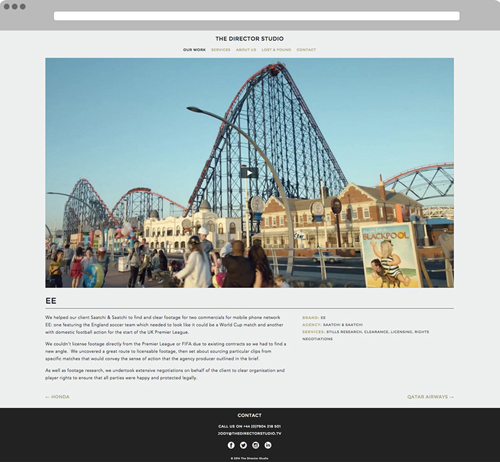 THE DIRECTOR STUDIO
OUR WORK SERVICES ABOUT US LOST & FOUND CONTACT
BLACKPOOL
EE
We helped our client Saatchi & Saatchi to find and clear footage for two commercials for mobile phone network
EE: one featuring the England soccer team which needed to look like it could be a World Cup match and another
with domestic football action for the start of the UK Premier League.
We couldn't license footage directly from the Premier League or FIFA due to existing contracts so we had to find a
new angle. We uncovered a great route to licensable footage, then set about sourcing particular clips from
specific matches that would convey the sense of action that the agency producer outlined in the brief.
As well as footage research, we undertook extensive negotiations on behalf of the client to clear organisation and
player rights to ensure that all parties were happy and protected legally.
BRAND: EE
AGENCY: SAATCHI & SAATCHI
SERVICES: STILLS RESEARCH, CLEARANCE, LICENSING, RIGHTS
NEGOTIATIONS
← HONDA
QATAR AIRWAYS →
CONTACT
CALL US ON +44 (0)7904 218 931
JODY@THEDIRECTORSTUDIO.TV
The Director Studio